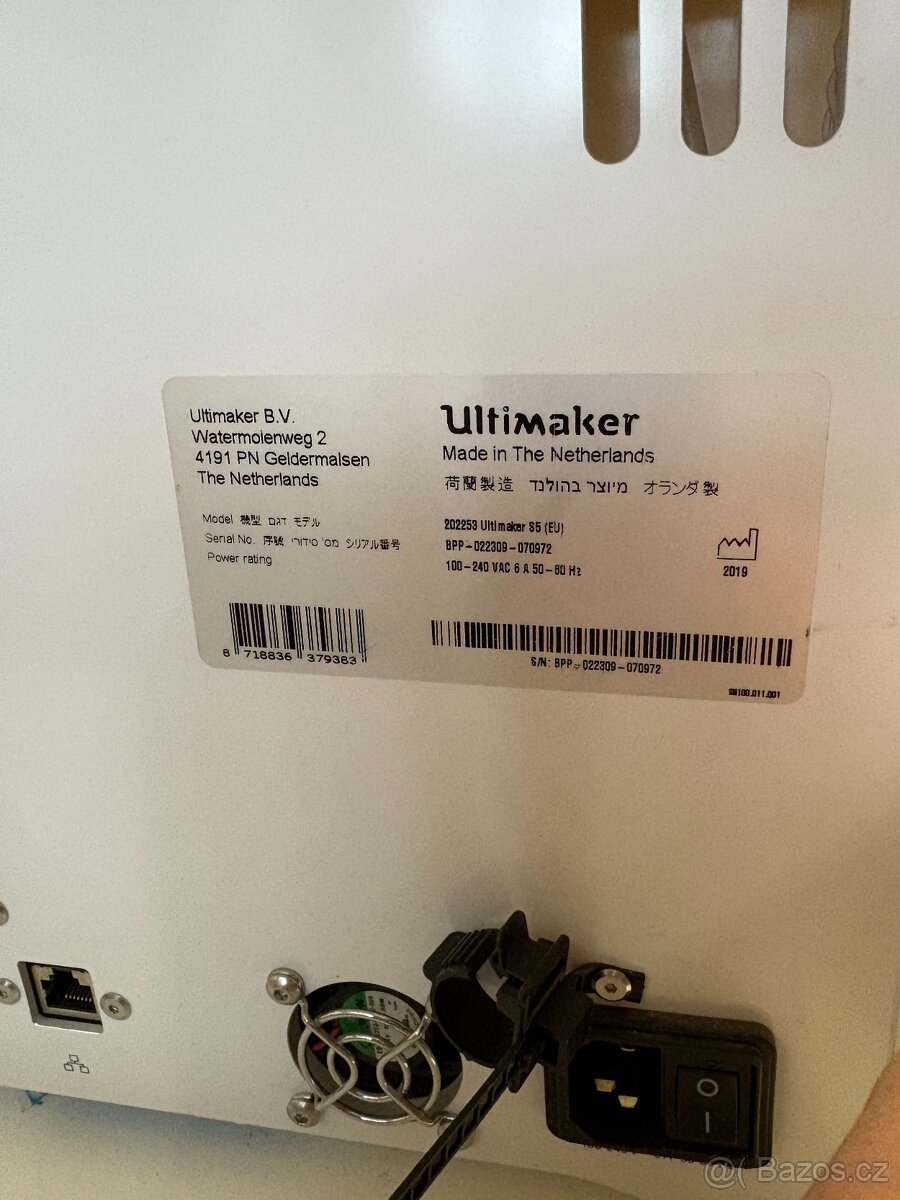 Ultimaker B.V.
Watermolenweg 2
4191 PN Geldermalsen
The Netherlands
Ultimaker
Made in The Netherlands
荷蘭製造 מיוצר בהולנד オランダ製
Model 機型 דגם モデル
202253 Ultimaker S5 (EU)
Serial No. 序號 מס' סידורי シリアル番号
BPP-022309-070972
Power rating
100-240 VAC 6 A 50-60 Hz
2019
8 718836 379383
S/N: BPP-022309-070972
SN100.011.001
@( Bazos.cz